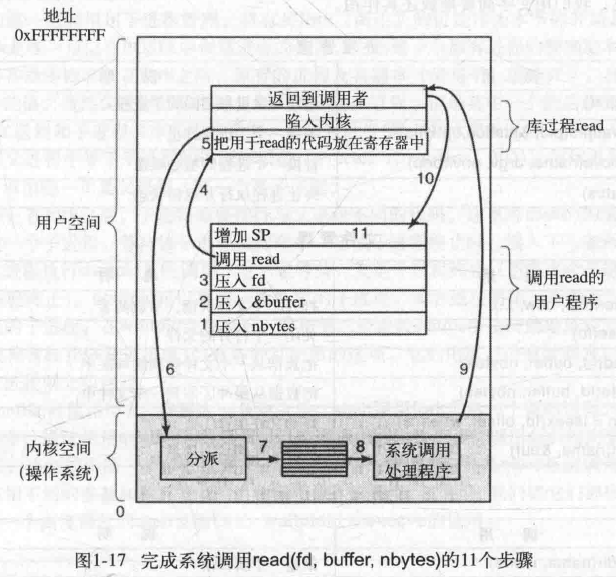 地址
0xFFFFFFFF
返回到调用者
陷入内核
5 把用于read的代码放在寄存器中
库过程read
4
10
用户空间
增加 SP 11
调用 read
3 压入 fd
2 压入 &buffer
1 压入 nbytes
调用read的
用户程序
6
9
内核空间
(操作系统)
分派
7
8
系统调用
处理程序
0
图1-17 完成系统调用read(fd, buffer, nbytes)的11个步骤